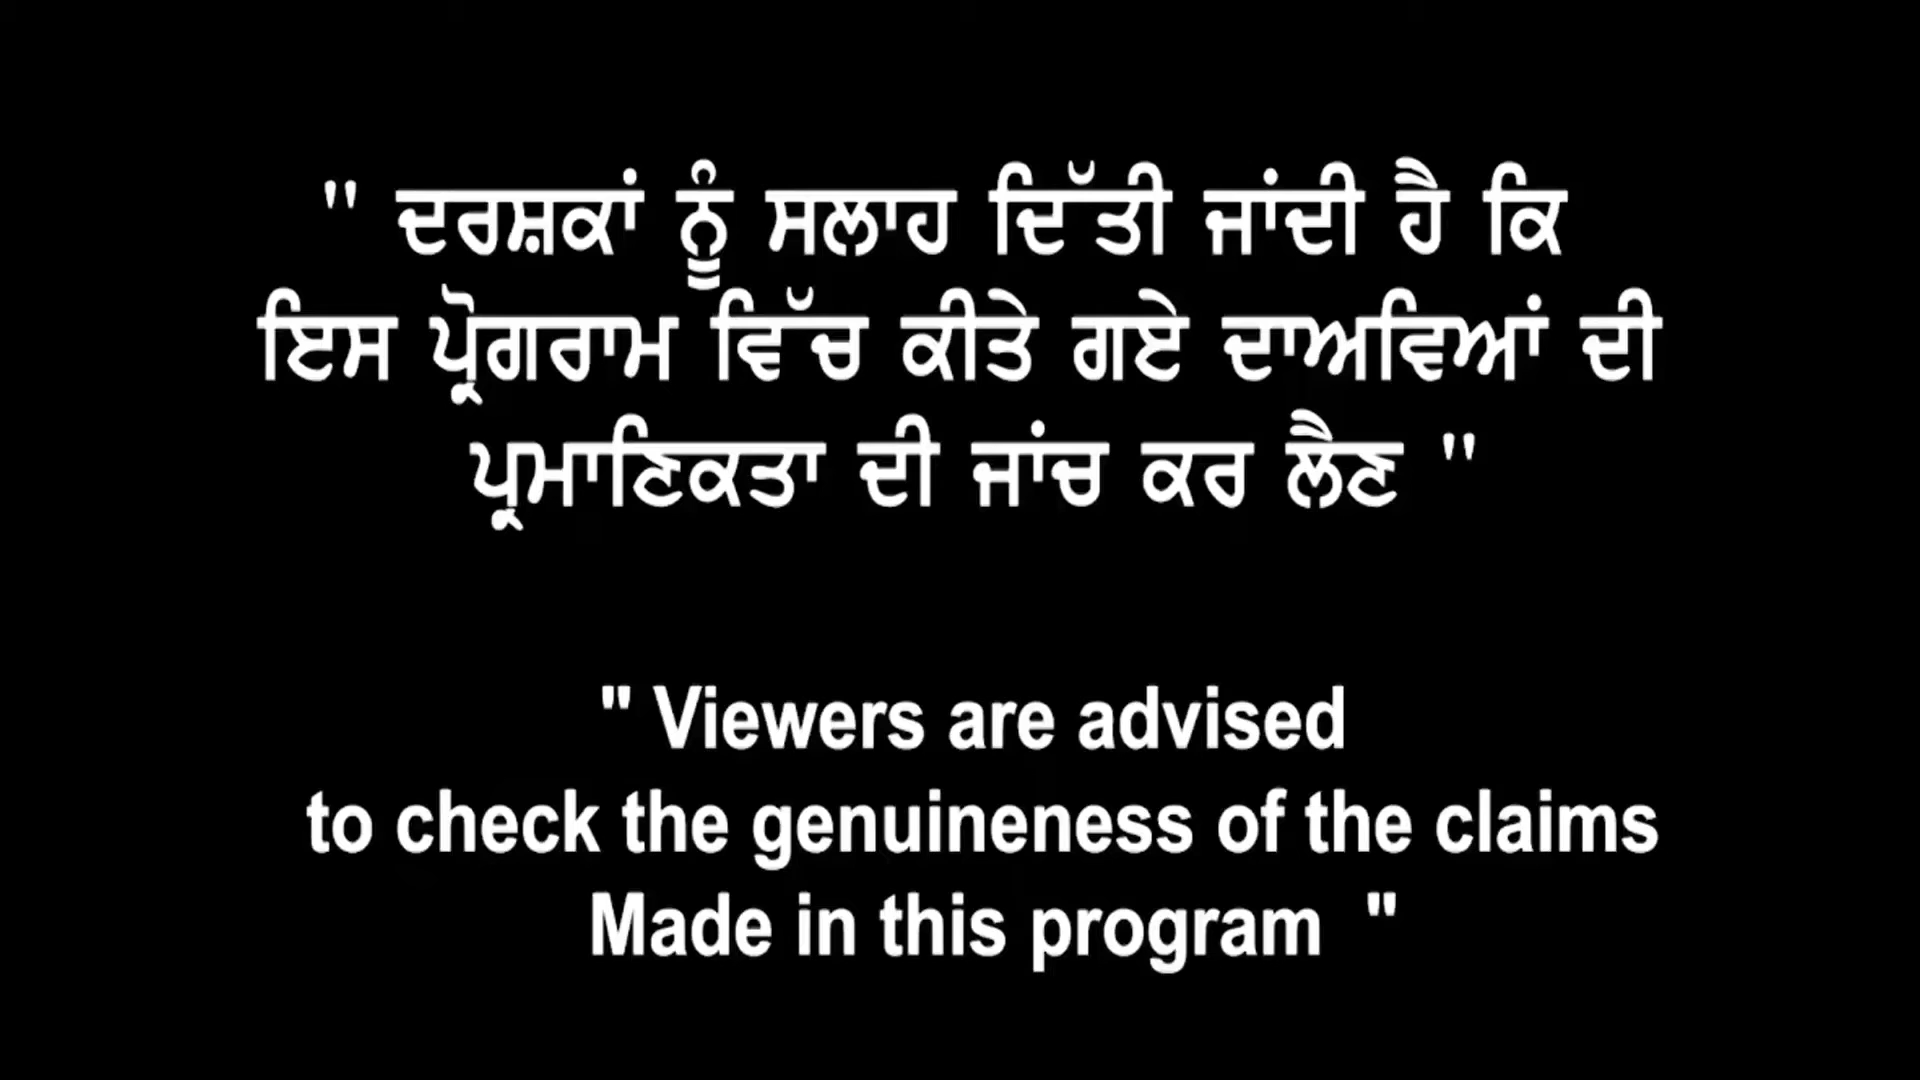 " ਦਰਸ਼ਕਾਂ ਨੂੰ ਸਲਾਹ ਦਿੱਤੀ ਜਾਂਦੀ ਹੈ ਕਿ
ਇਸ ਪ੍ਰੋਗਰਾਮ ਵਿੱਚ ਕੀਤੇ ਗਏ ਦਾਅਵਿਆਂ ਦੀ
ਪ੍ਰਮਾਣਿਕਤਾ ਦੀ ਜਾਂਚ ਕਰ ਲੈਣ "
" Viewers are advised
to check the genuineness of the claims
Made in this program "